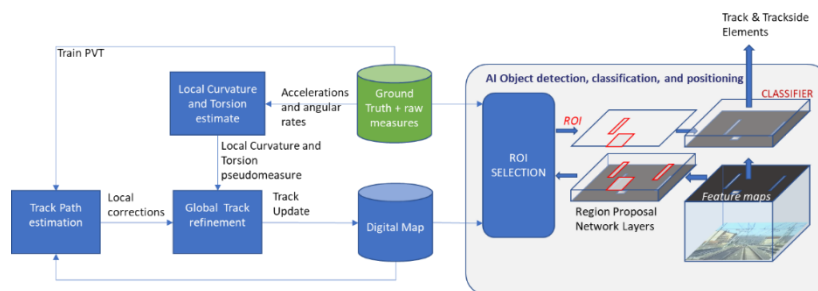 Track & Trackside
Elements
Train PVT
AI Object detection, classification, and positioning
Local Curvature
and Torsion
estimate
Accelerations
and angular
rates
Ground
Truth + raw
measures
CLASSIFIER
ROI
ROI
SELECTION
Local Curvature and
Torsion
pseudomeasure
Track Path
estimation
Local
corrections
Global Track
refinement
Track
Update
Digital Map
Region Proposal
Network Layers
Feature maps